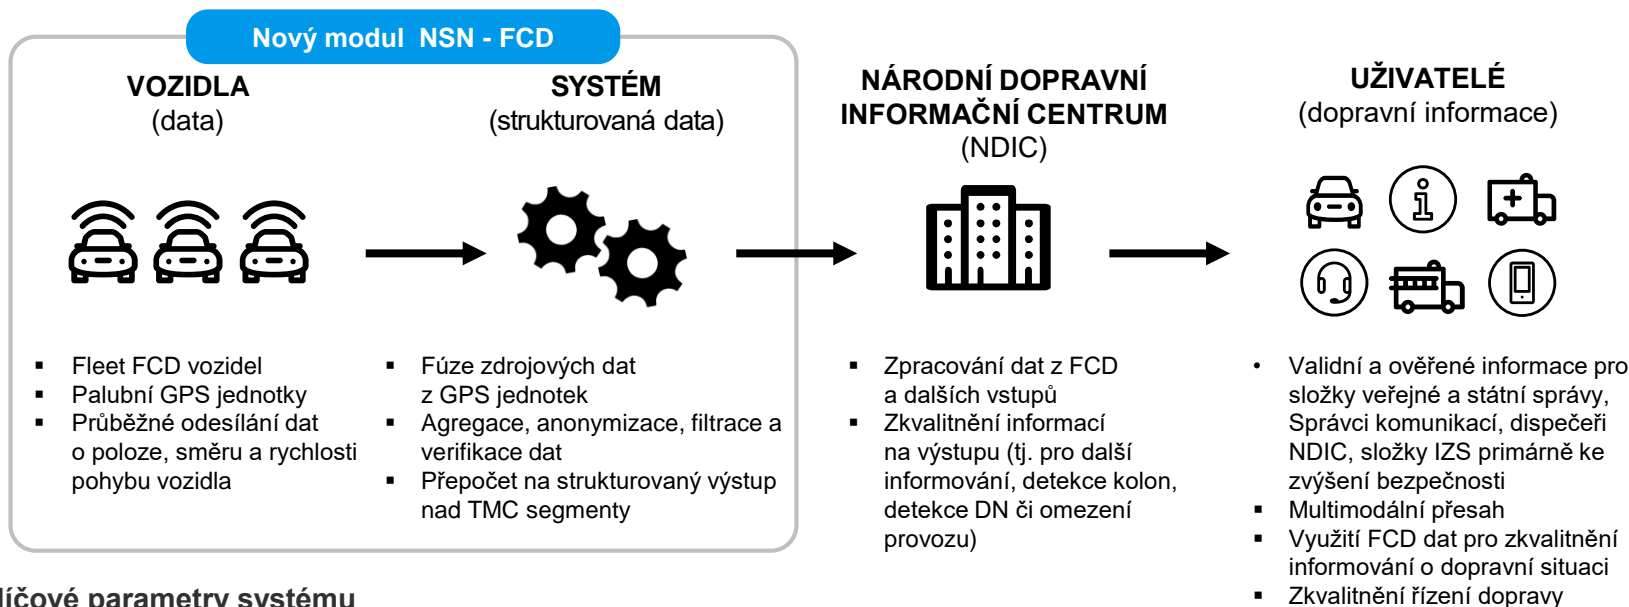 Nový modul NSN - FCD
VOZIDLA
(data)
▪ Fleet FCD vozidel
▪ Palubní GPS jednotky
▪ Průběžné odesílání dat
o poloze, směru a rychlosti
pohybu vozidla
SYSTÉM
(strukturovaná data)
▪ Fúze zdrojových dat
z GPS jednotek
▪ Agregace, anonymizace, filtrace a
verifikace dat
▪ Přepočet na strukturovaný výstup
nad TMC segmenty
NÁRODNÍ DOPRAVNÍ
INFORMAČNÍ CENTRUM
(NDIC)
▪ Zpracování dat z FCD
a dalších vstupů
▪ Zkvalitnění informací
na výstupu (tj. pro další
informování, detekce kolon,
detekce DN či omezení
provozu)
UŽIVATELÉ
(dopravní informace)
• Validní a ověřené informace pro
složky veřejné a státní správy,
Správci komunikací, dispečeři
NDIC, složky IZS primárně ke
zvýšení bezpečnosti
▪ Multimodální přesah
▪ Využití FCD dat pro zkvalitnění
informování o dopravní situaci
▪ Zkvalitnění řízení dopravy
líčové parametry systému